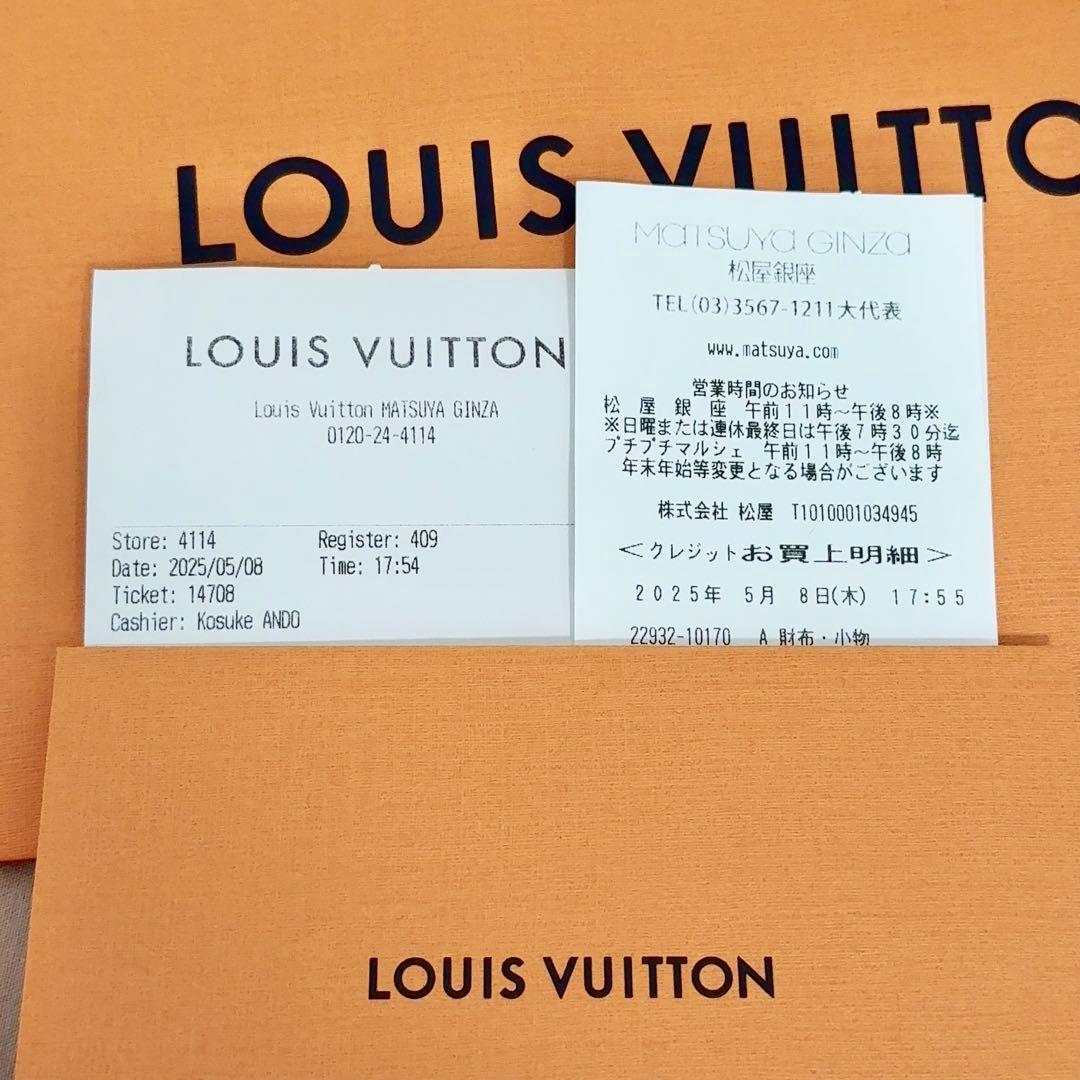 LOUIS VUITTO
LOUIS VUITTON
Louis Vuitton MATSUYA GINZA
0120-24-4114
Store: 4114 Register: 409
Date: 2025/05/08 Time: 17:54
Ticket: 14708
Cashier: Kosuke ANDO
MATSUYA GINZA
松屋銀座
TEL(03)3567-1211大代表
www.matsuya.com
営業時間のお知らせ
松 屋 銀 座 午前11時~午後8時※
※日曜または連休最終日は午後7時30分迄
プチプチマルシェ 午前11時~午後8時
年末年始等変更となる場合がございます
株式会社 松屋 T1010001034945
<クレジットお買上明細>
2025年 5月 8日(木) 17:55
22932-10170 A 財布・小物
LOUIS VUITTON